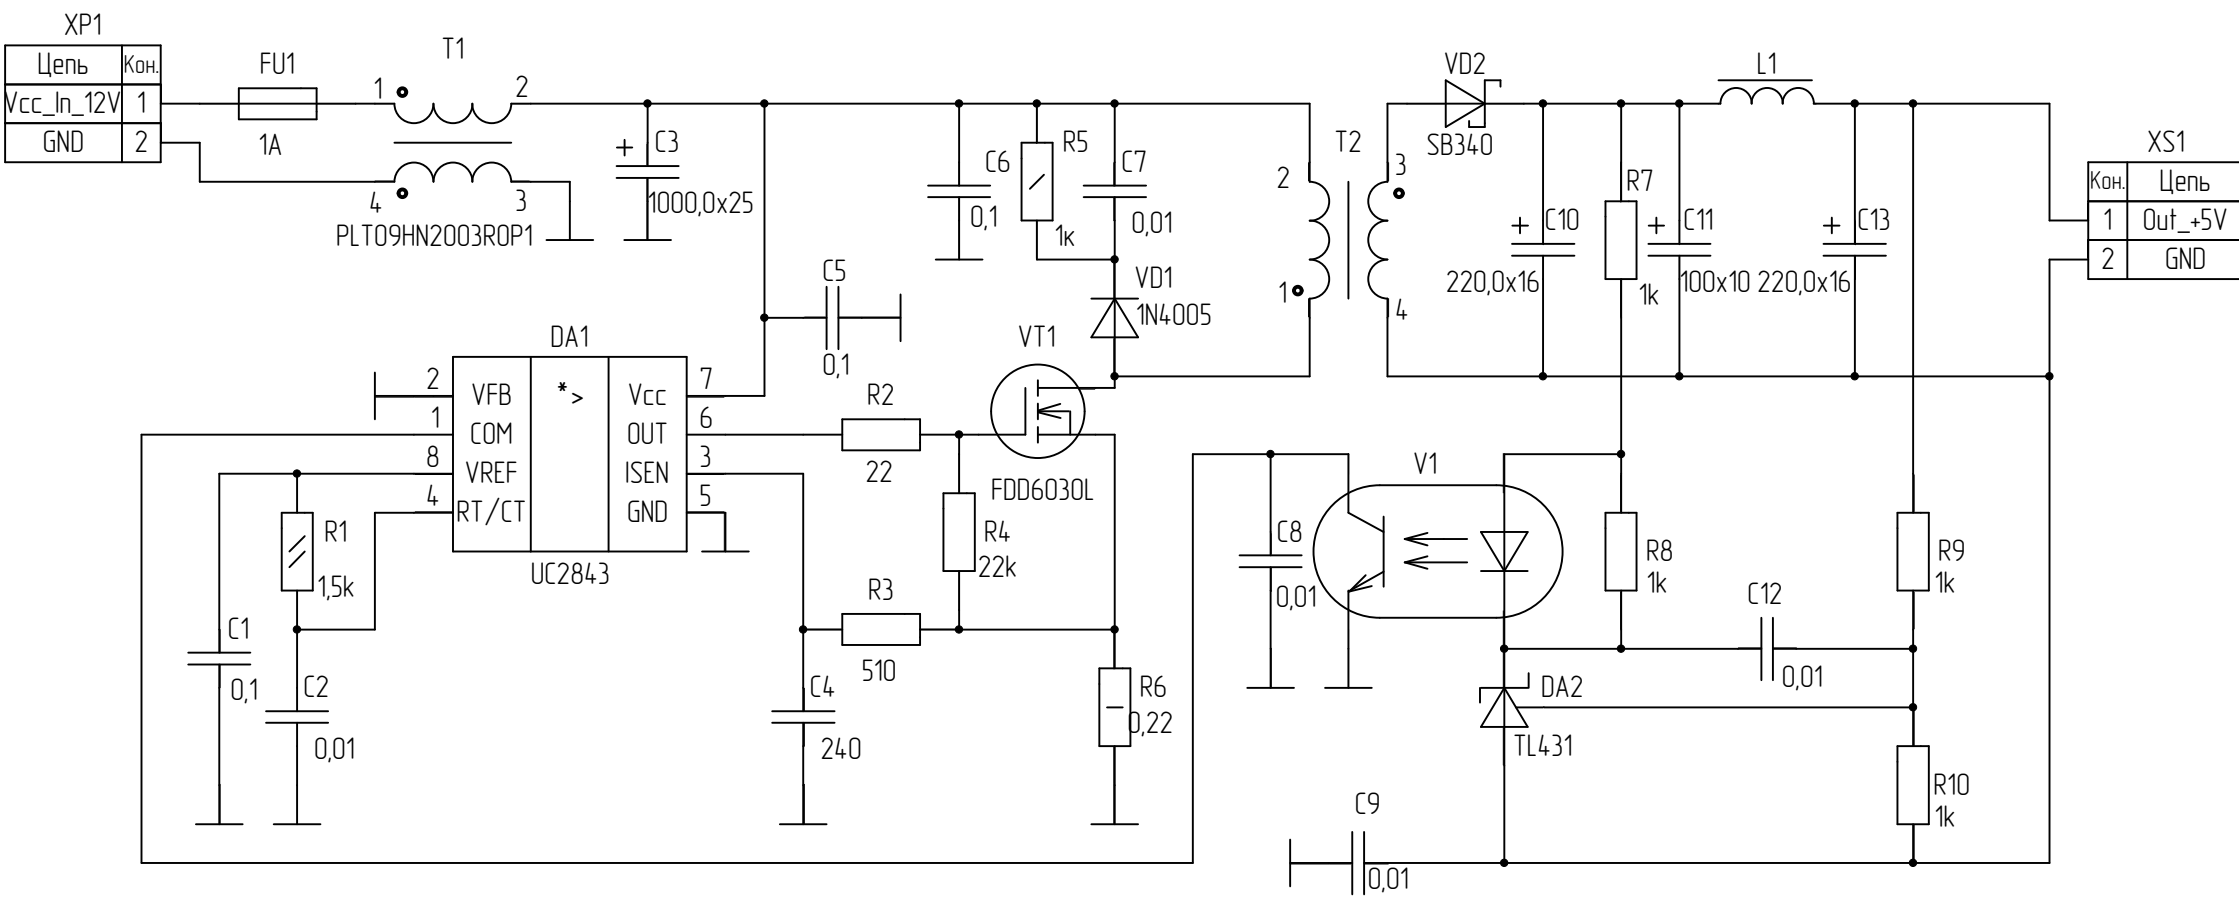 XP1
Цепь Кон.
Vcc_In_12V 1
GND 2
FU1
1A
T1
1 2
4 3
PLT09HN2003R0P1
+ C3
1000,0x25
C5
0,1
C6
0,1
R5
1к
C7
0,01
VD1
1N4005
T2
2 3
1 4
VD2
SB340
L1
+ C10
220,0x16
R7
1k
+ C11
100x10
+ C13
220,0x16
XS1
Кон. Цепь
1 Out_+5V
2 GND
DA1
2 VFB *> Vcc 7
1 COM OUT 6
8 VREF ISEN 3
4 RT/CT GND 5
UC2843
R1
1,5k
C1
0,1
C2
0,01
R2
22
R3
510
R4
22k
C4
240
VT1
FDD6030L
R6
0,22
C8
0,01
V1
R8
1k
R9
1k
C12
0,01
DA2
TL431
R10
1k
C9
0,01